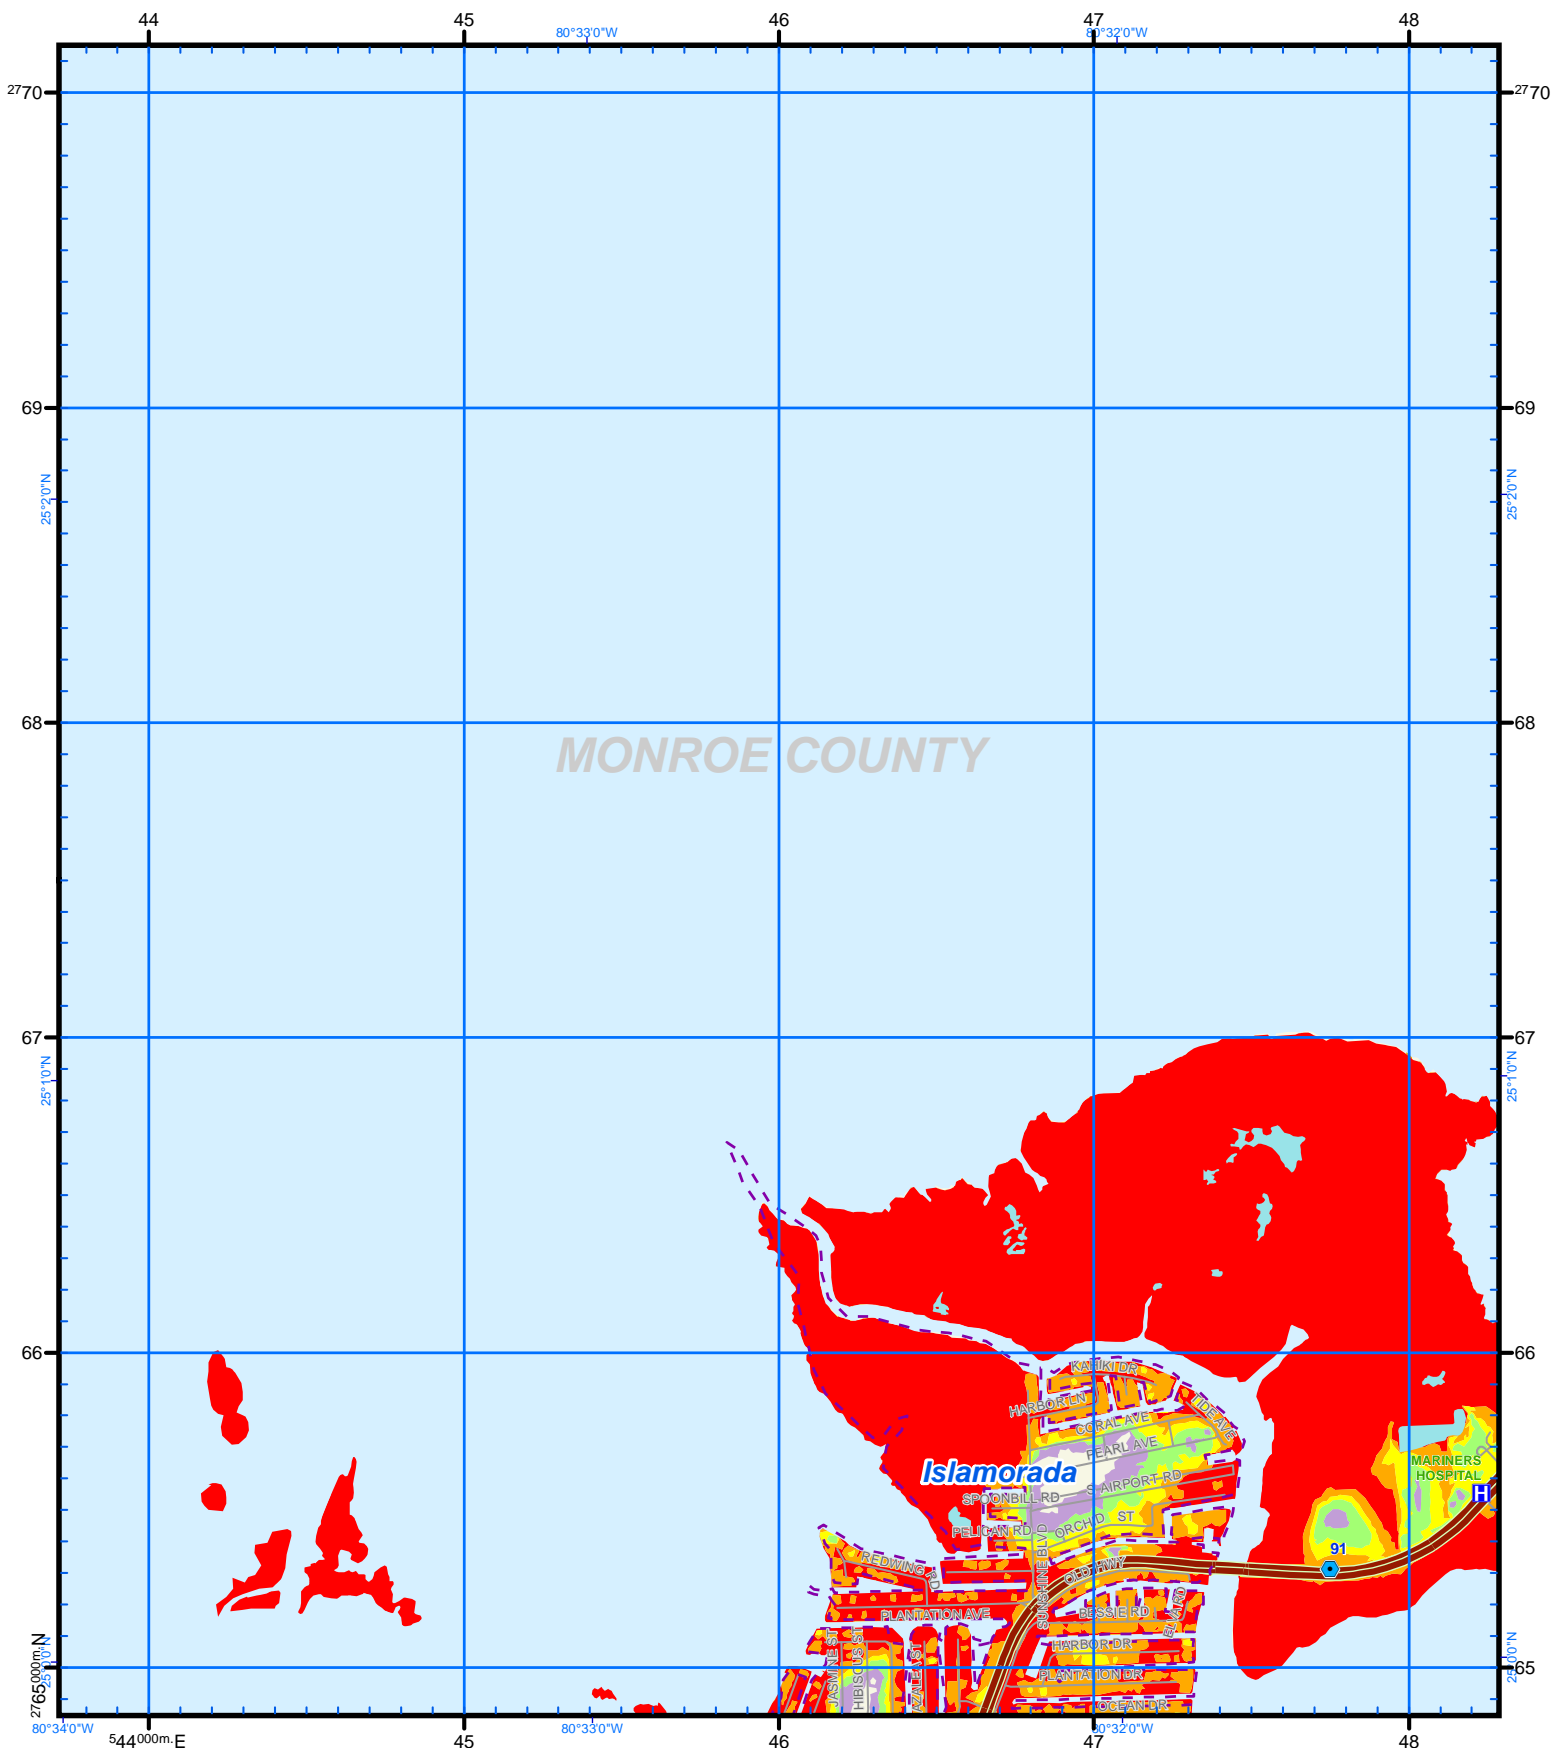 44 45 46 47 48
80°33'0"W 80°32'0"W
2770 2770
69 69
25°2'0"N 25°2'0"N
68 68
MONROE COUNTY
67 67
25°1'0"N 25°1'0"N
66 66
KAHIKI DR
HARBOR LN
TIDE AVE
CORAL AVE
PEARL AVE
Islamorada
MARINERS
HOSPITAL
H
S AIRPORT RD
SPOONBILL RD
ORCHID ST
PELICAN RD
SUNSHINE BLVD
91
REDWING RD
OLD HWY
PLANTATION AVE
BESSIE RD
ELVA RD
JASMINE ST
HIBISCUS ST
AZALEA ST
HARBOR DR
PLANTATION DR
OCEAN DR
2765000m.N 65
25°0'0"N 25°0'0"N
80°34'0"W 80°33'0"W 80°32'0"W
544000m.E 45 46 47 48